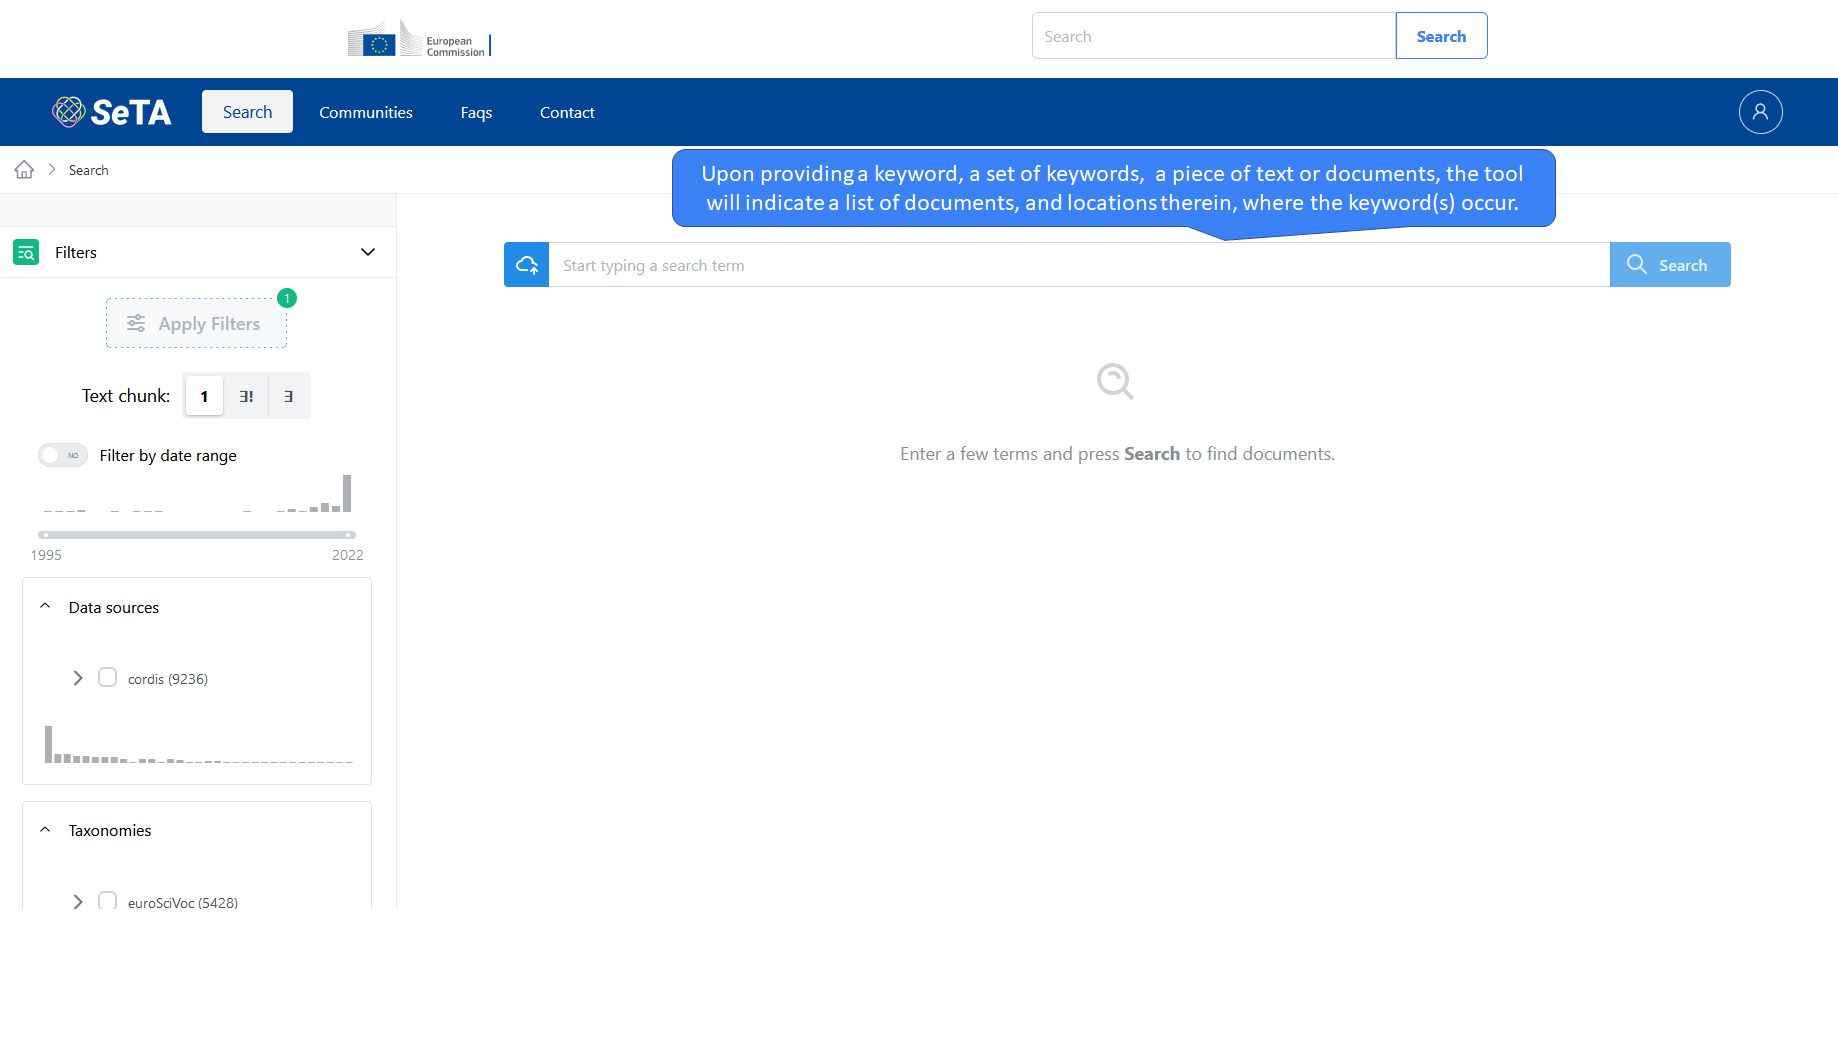 European
Commission
Search
Search
SeTA
Search
Communities
Faqs
Contact
Search
Upon providing a keyword, a set of keywords, a piece of text or documents, the tool
will indicate a list of documents, and locations therein, where the keyword(s) occur.
Filters
Start typing a search term
Search
1
Apply Filters
Text chunk:
1
∃!
∃
NO
Filter by date range
Enter a few terms and press Search to find documents.
1995
2022
Data sources
cordis (9236)
Taxonomies
euroSciVoc (5428)